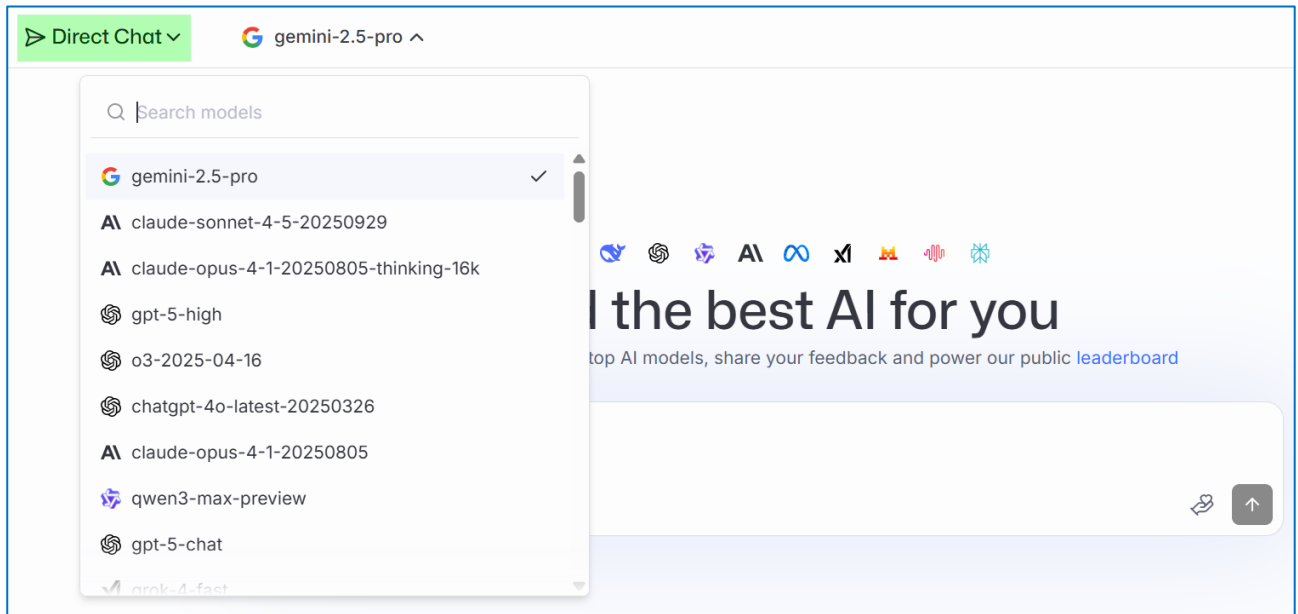 Direct Chat
gemini-2.5-pro
Search models
gemini-2.5-pro
claude-sonnet-4-5-20250929
claude-opus-4-1-20250805-thinking-16k
gpt-5-high
o3-2025-04-16
chatgpt-4o-latest-20250326
claude-opus-4-1-20250805
qwen3-max-preview
gpt-5-chat
grok-4-fast
the best AI for you
top AI models, share your feedback and power our public leaderboard